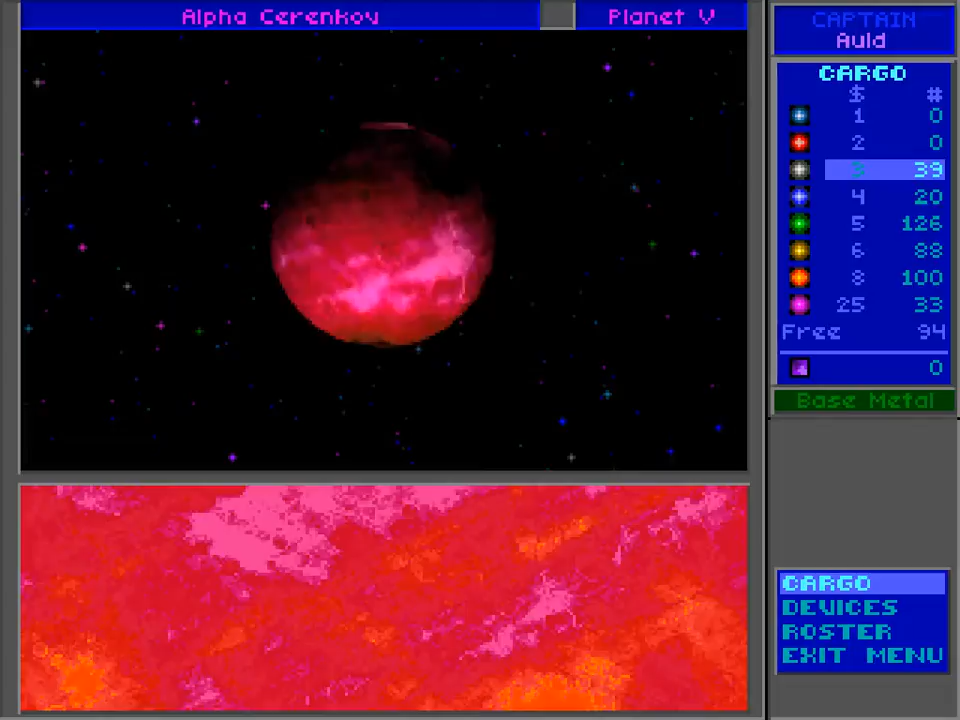 Alpha Cerenkov
Planet V
CAPTAIN
Auld
CARGO
$ #
1 0
2 0
3 39
4 20
5 126
6 88
8 100
25 33
Free 94
0
Base Metal
CARGO
DEVICES
ROSTER
EXIT MENU